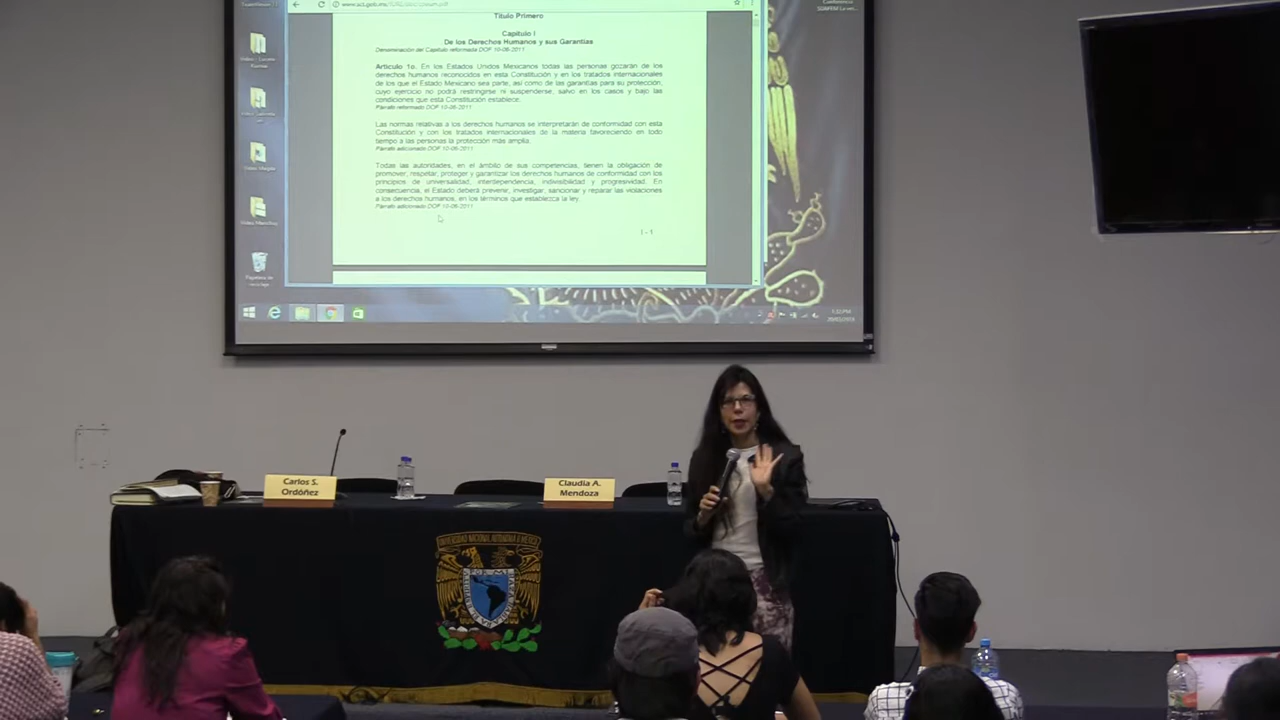 Título Primero
Capítulo I
De los Derechos Humanos y sus Garantías
Denominación del Capítulo reformada DOF 10-06-2011
Artículo 1o. En los Estados Unidos Mexicanos todas las personas gozarán de los
derechos humanos reconocidos en esta Constitución y en los tratados internacionales
de los que el Estado Mexicano sea parte, así como de las garantías para su protección,
cuyo ejercicio no podrá restringirse ni suspenderse, salvo en los casos y bajo las
condiciones que esta Constitución establece.
Párrafo reformado DOF 10-06-2011
Las normas relativas a los derechos humanos se interpretarán de conformidad con esta
Constitución y con los tratados internacionales de la materia favoreciendo en todo
tiempo a las personas la protección más amplia.
Párrafo adicionado DOF 10-06-2011
Todas las autoridades, en el ámbito de sus competencias, tienen la obligación de
promover, respetar, proteger y garantizar los derechos humanos de conformidad con los
principios de universalidad, interdependencia, indivisibilidad y progresividad. En
consecuencia, el Estado deberá prevenir, investigar, sancionar y reparar las violaciones
a los derechos humanos, en los términos que establezca la ley.
Párrafo adicionado DOF 10-06-2011
I - 1
Carlos S.
Ordóñez
Claudia A.
Mendoza